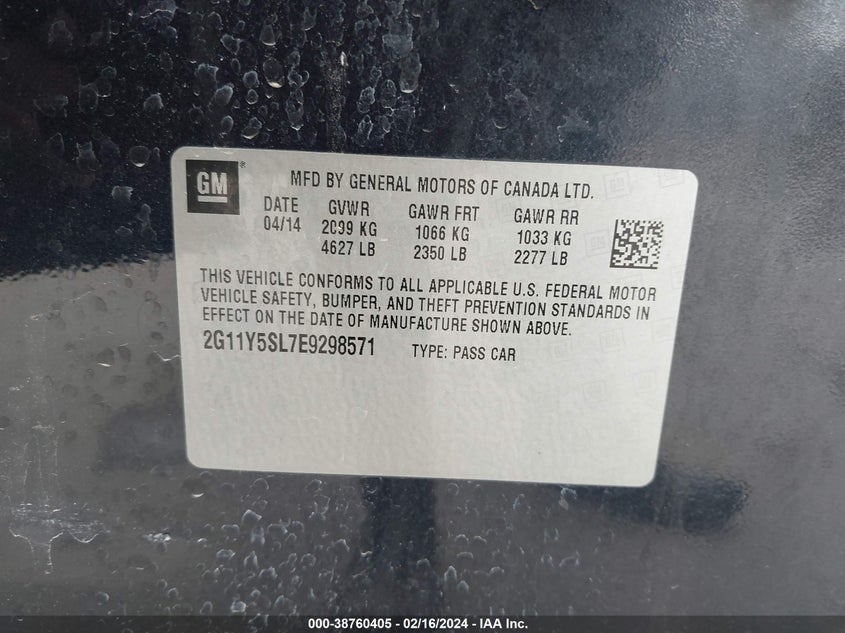 GM
MFD BY GENERAL MOTORS OF CANADA LTD.
DATE GVWR GAWR FRT GAWR RR
04/14 2099 KG 1066 KG 1033 KG
4627 LB 2350 LB 2277 LB
THIS VEHICLE CONFORMS TO ALL APPLICABLE U.S. FEDERAL MOTOR
VEHICLE SAFETY, BUMPER, AND THEFT PREVENTION STANDARDS IN
EFFECT ON THE DATE OF MANUFACTURE SHOWN ABOVE.
2G11Y5SL7E9298571 TYPE: PASS CAR
000-38760405 - 02/16/2024 - IAA Inc.